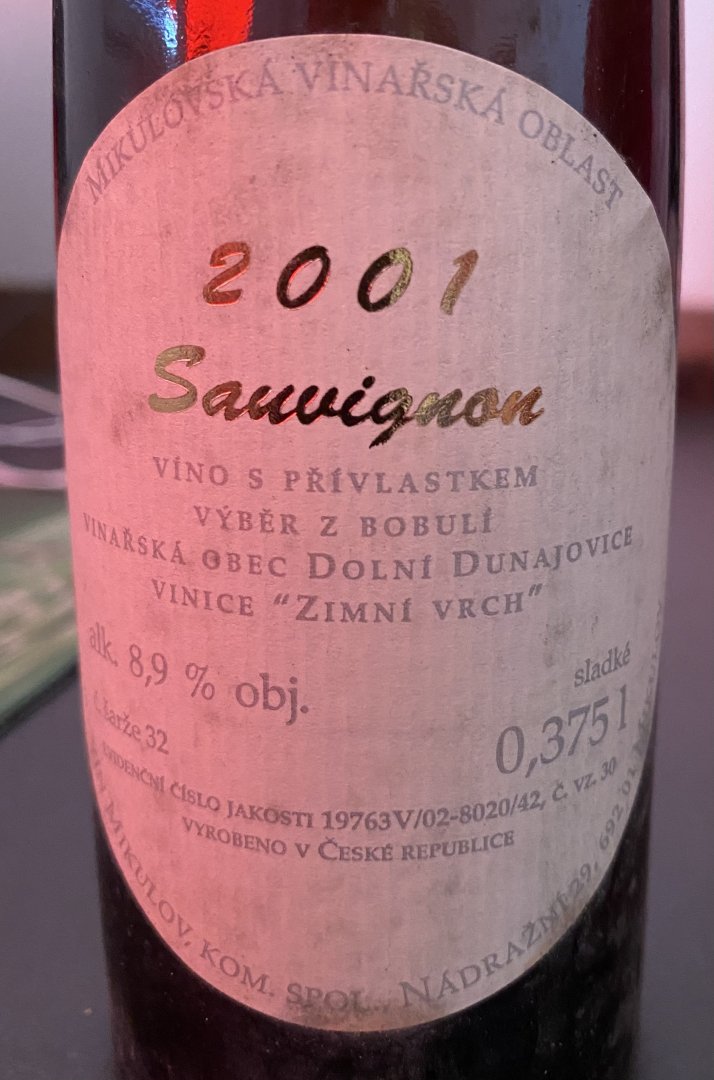 MIKULOVSKÁ VINAŘSKÁ OBLAST
2001
Sauvignon
VÍNO S PŘÍVLASTKEM
VÝBĚR Z BOBULÍ
VINAŘSKÁ OBEC DOLNÍ DUNAJOVICE
VINICE “ZIMNÍ VRCH”
alk. 8,9 % obj.
sladké
č. šarže 32
0,375 l
EVIDENČNÍ ČÍSLO JAKOSTI 19763V/02-8020/42, Č. VZ. 30
VYROBENO V ČESKÉ REPUBLICE
MIKULOV, KOM. SPOL., NÁDRAŽNÍ 29, 692 01 MIKULOV